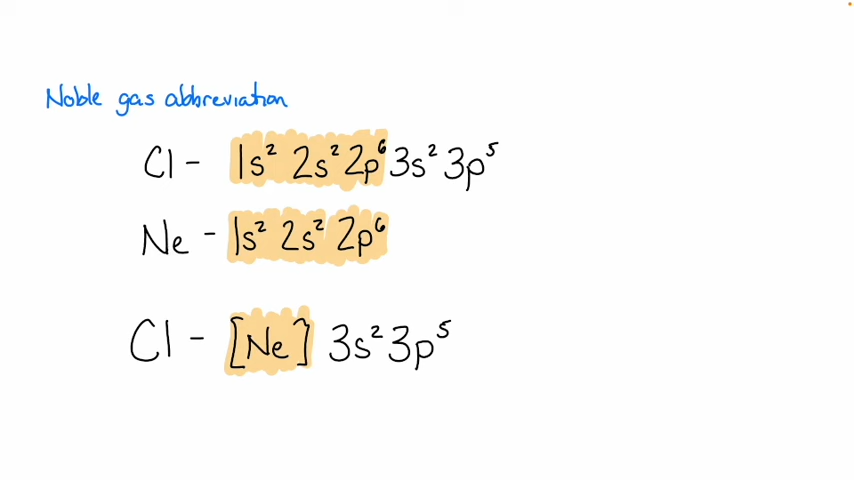 Noble gas abbreviation
Cl - 1s² 2s² 2p⁶ 3s² 3p⁵
Ne - 1s² 2s² 2p⁶
Cl - [Ne] 3s² 3p⁵